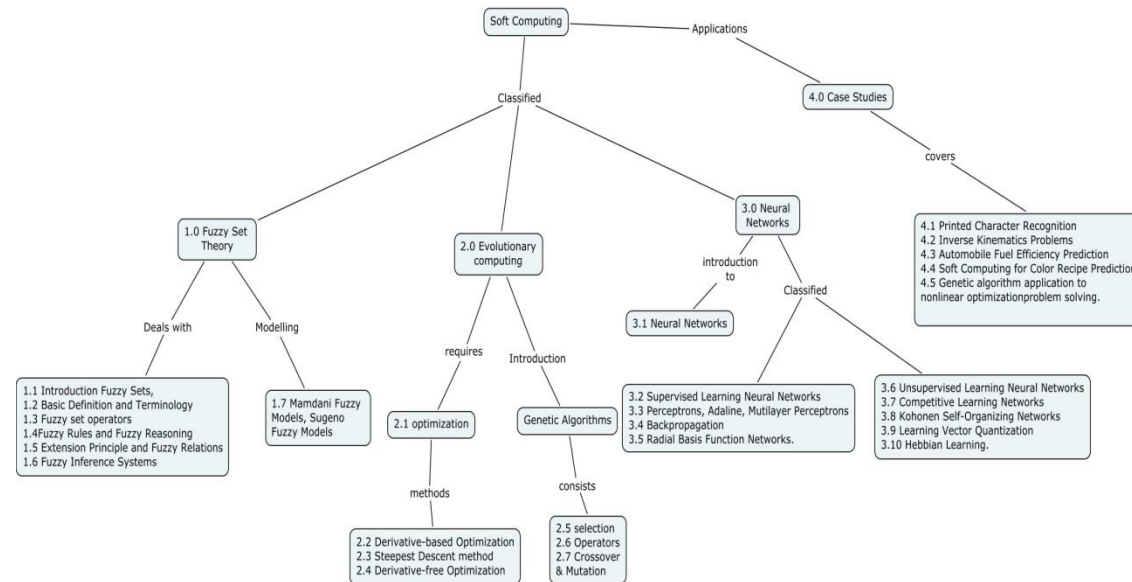 Soft Computing
Applications
Classified
4.0 Case Studies
covers
1.0 Fuzzy Set
Theory
2.0 Evolutionary
computing
3.0 Neural
Networks
4.1 Printed Character Recognition
4.2 Inverse Kinematics Problems
4.3 Automobile Fuel Efficiency Prediction
4.4 Soft Computing for Color Recipe Prediction
4.5 Genetic algorithm application to
nonlinear optimizationproblem solving.
introduction
to
Classified
3.1 Neural Networks
Deals with
Modelling
requires
Introduction
1.1 Introduction Fuzzy Sets,
1.2 Basic Definition and Terminology
1.3 Fuzzy set operators
1.4Fuzzy Rules and Fuzzy Reasoning
1.5 Extension Principle and Fuzzy Relations
1.6 Fuzzy Inference Systems
1.7 Mamdani Fuzzy
Models, Sugeno
Fuzzy Models
2.1 optimization
Genetic Algorithms
3.2 Supervised Learning Neural Networks
3.3 Perceptrons, Adaline, Mutilayer Perceptrons
3.4 Backpropagation
3.5 Radial Basis Function Networks.
3.6 Unsupervised Learning Neural Networks
3.7 Competitive Learning Networks
3.8 Kohonen Self-Organizing Networks
3.9 Learning Vector Quantization
3.10 Hebbian Learning.
methods
consists
2.2 Derivative-based Optimization
2.3 Steepest Descent method
2.4 Derivative-free Optimization
2.5 selection
2.6 Operators
2.7 Crossover
& Mutation